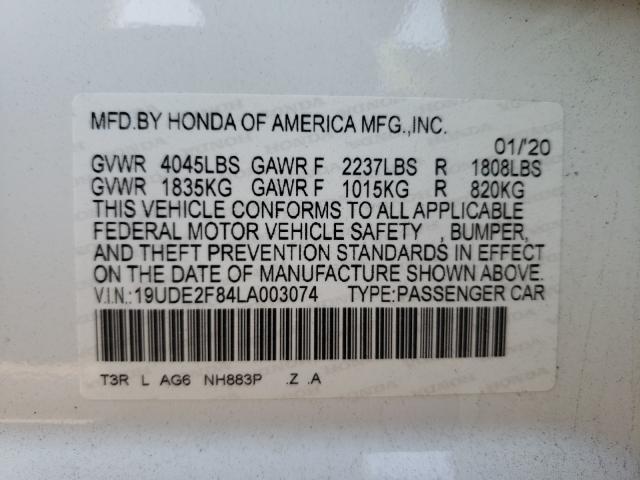 MFD.BY HONDA OF AMERICA MFG.,INC.
01/'20
GVWR 4045LBS GAWR F 2237LBS R 1808LBS
GVWR 1835KG GAWR F 1015KG R 820KG
THIS VEHICLE CONFORMS TO ALL APPLICABLE
FEDERAL MOTOR VEHICLE SAFETY , BUMPER,
AND THEFT PREVENTION STANDARDS IN EFFECT
ON THE DATE OF MANUFACTURE SHOWN ABOVE.
V.I.N.:19UDE2F84LA003074 TYPE:PASSENGER CAR
T3R L AG6 NH883P .Z .A